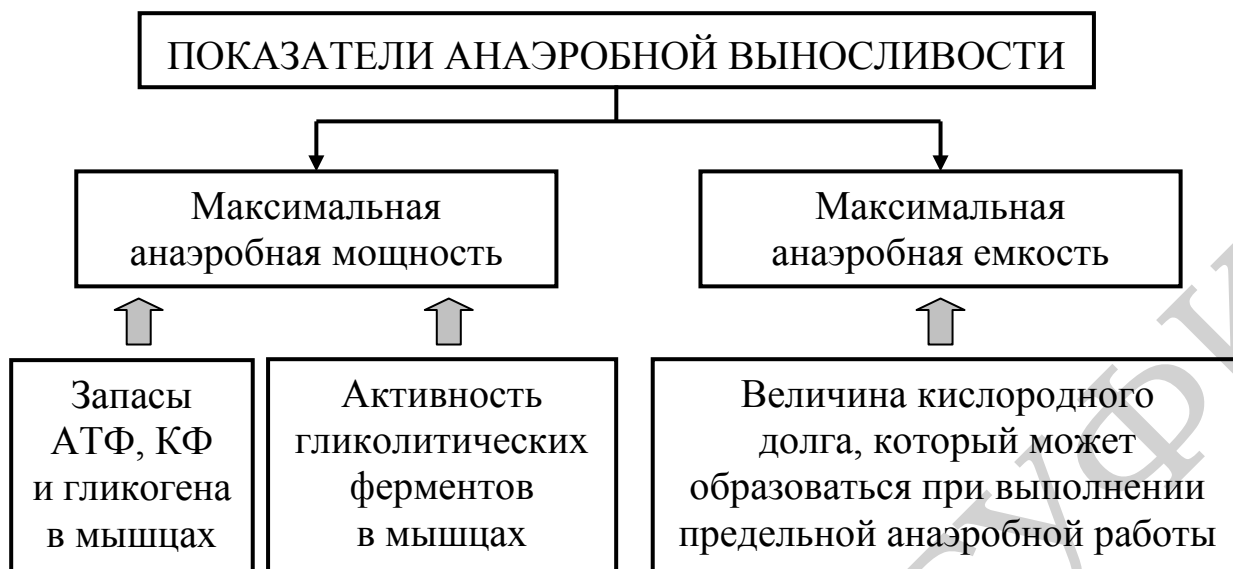 ПОКАЗАТЕЛИ АНАЭРОБНОЙ ВЫНОСЛИВОСТИ
Максимальная
анаэробная мощность
Максимальная
анаэробная емкость
Запасы
АТФ, КФ
и гликогена
в мышцах
Активность
гликолитических
ферментов
в мышцах
Величина кислородного
долга, который может
образоваться при выполнении
предельной анаэробной работы